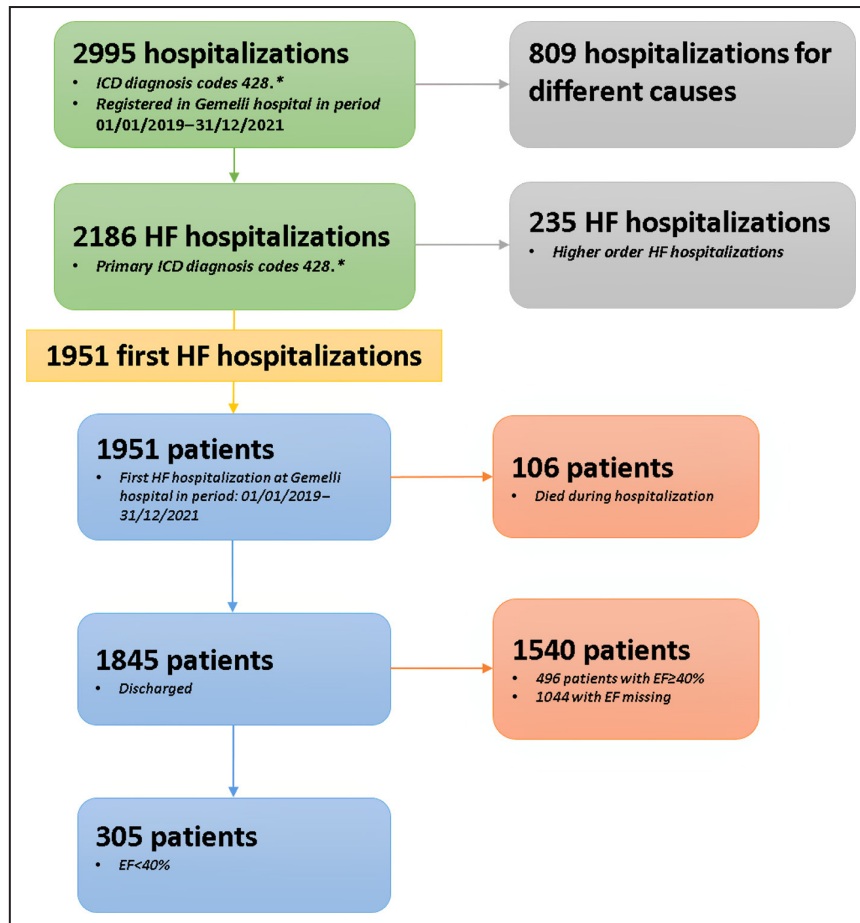 2995 hospitalizations
• ICD diagnosis codes 428.*
• Registered in Gemelli hospital in period
01/01/2019–31/12/2021
809 hospitalizations for
different causes
2186 HF hospitalizations
• Primary ICD diagnosis codes 428.*
235 HF hospitalizations
• Higher order HF hospitalizations
1951 first HF hospitalizations
1951 patients
• First HF hospitalization at Gemelli
hospital in period: 01/01/2019–
31/12/2021
106 patients
• Died during hospitalization
1845 patients
• Discharged
1540 patients
• 496 patients with EF≥40%
• 1044 with EF missing
305 patients
• EF<40%